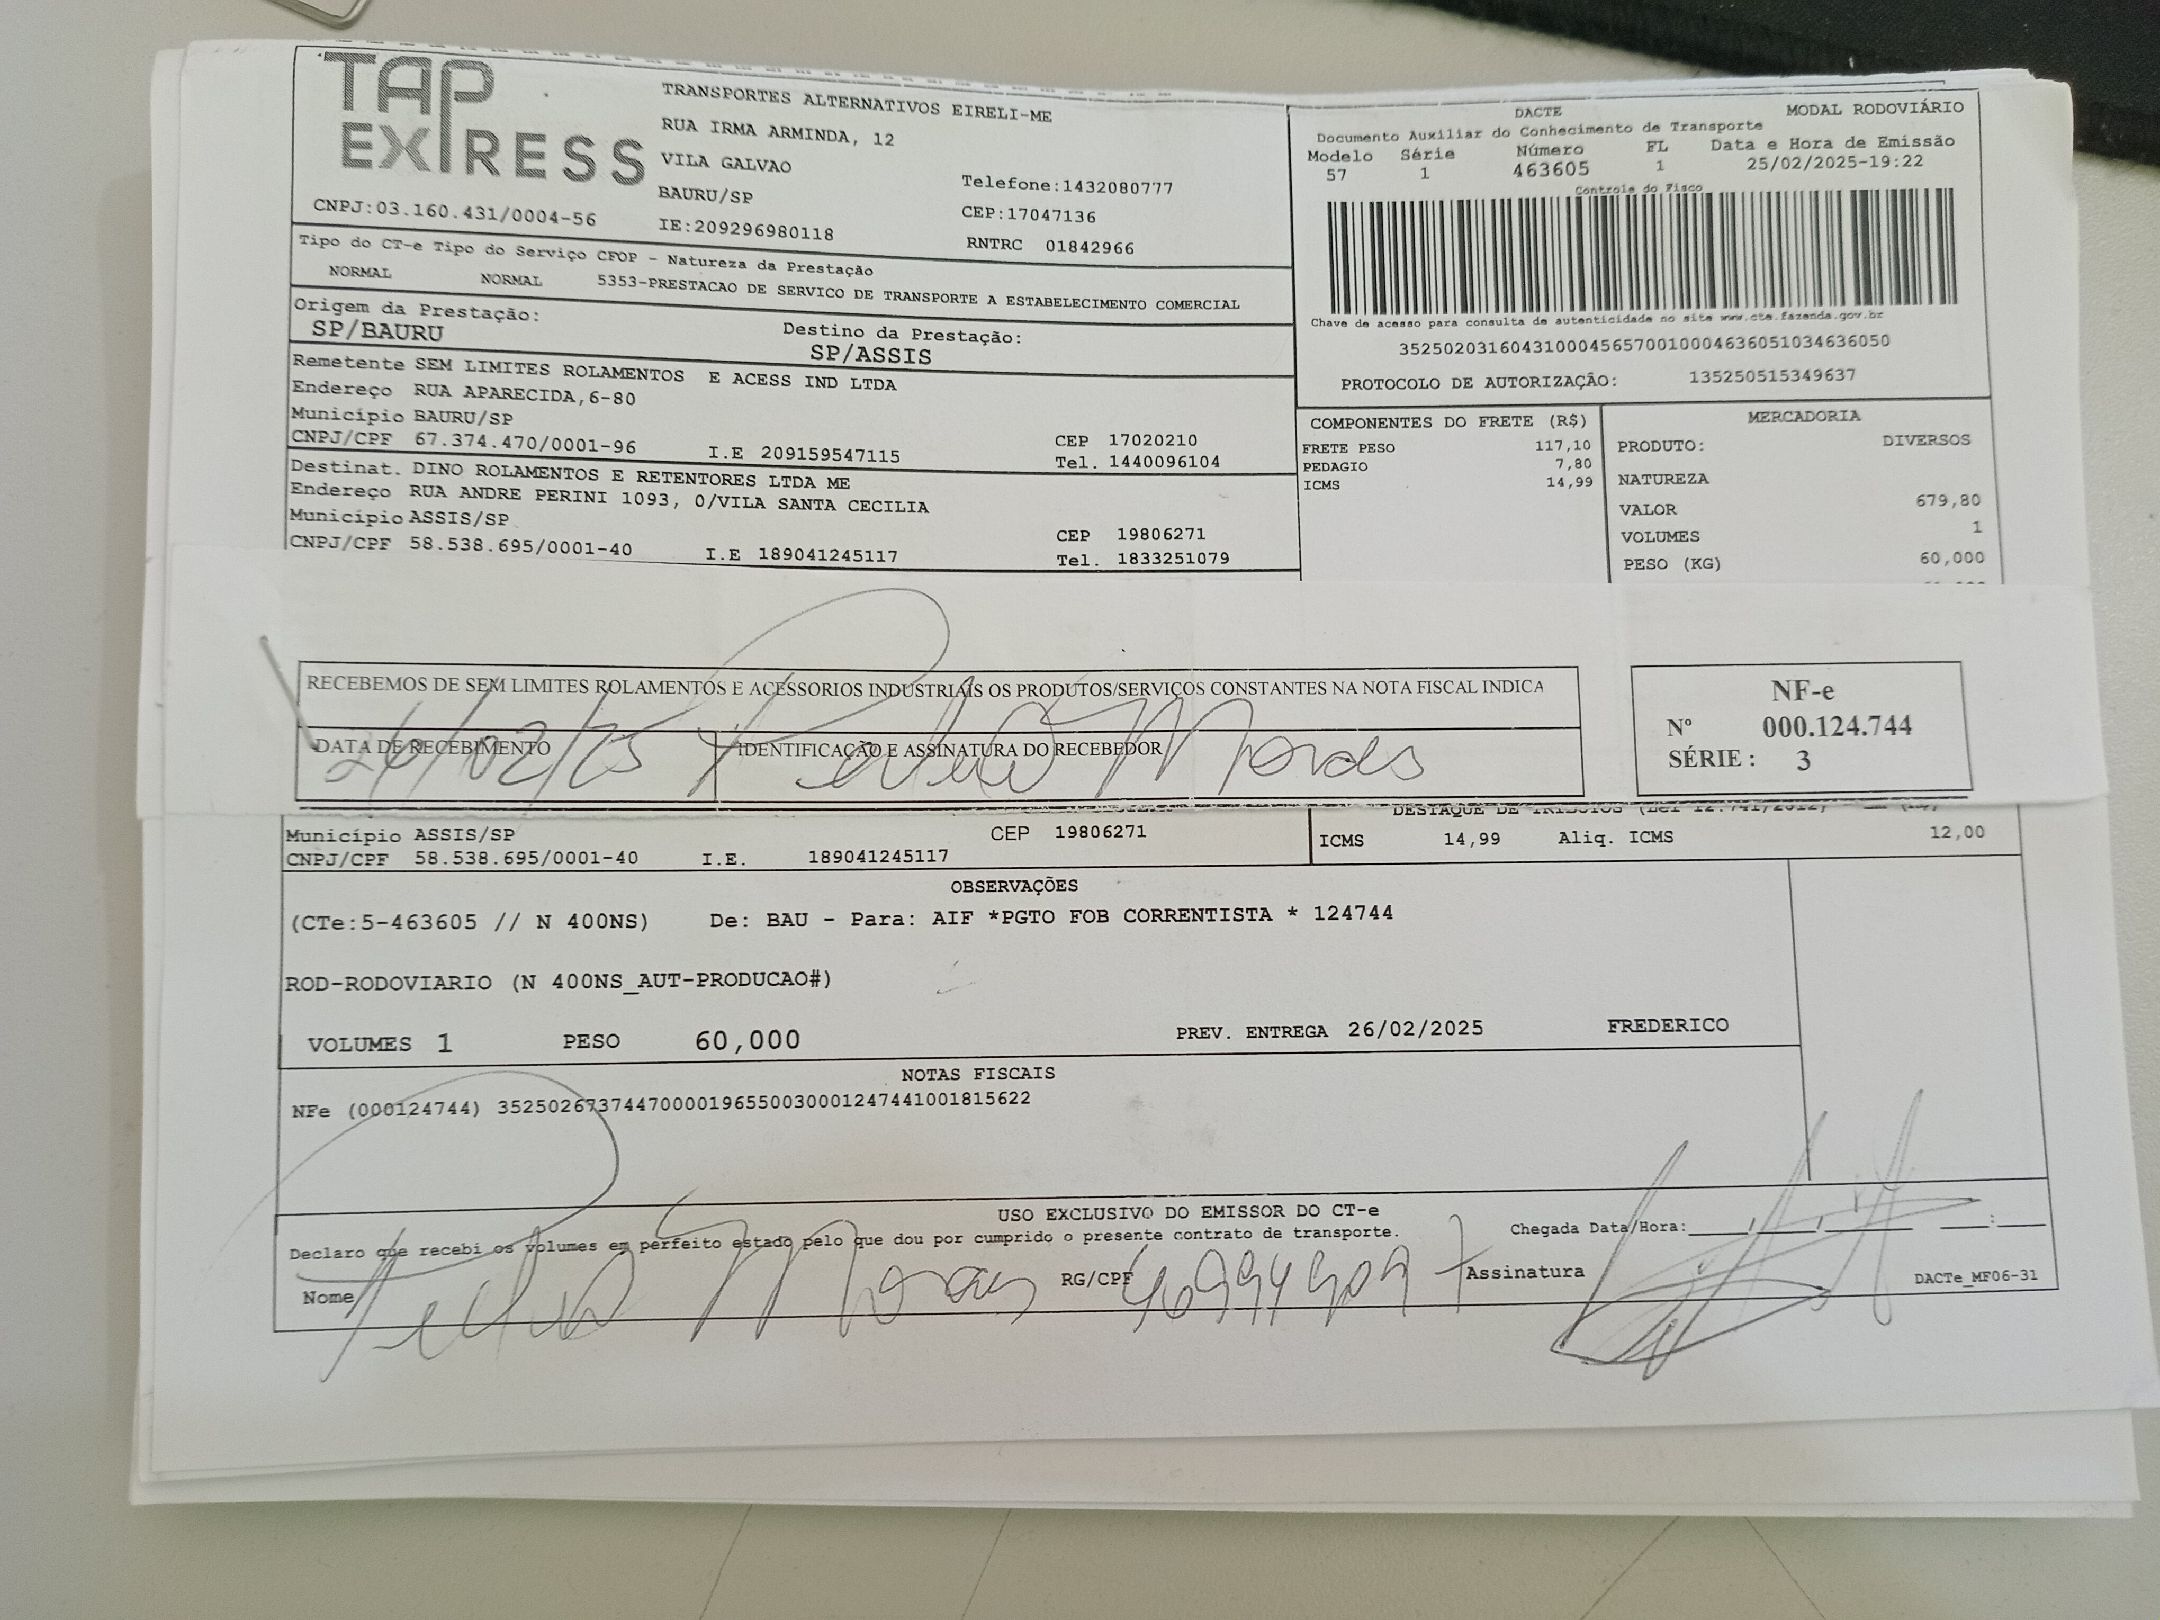 TAP EXPRESS
TRANSPORTES ALTERNATIVOS EIRELI-ME
RUA IRMA ARMINDA, 12
VILA GALVAO
BAURU/SP
IE:209296980118
Telefone:1432080777
CEP:17047136
RNTRC 01842966
CNPJ:03.160.431/0004-56
DACTE MODAL RODOVIÁRIO
Documento Auxiliar do Conhecimento de Transporte
Modelo Série Número FL Data e Hora de Emissão
57 1 463605 1 25/02/2025-19:22
Controle do Fisco
Chave de acesso para consulta de autenticidade no site www.cte.fazenda.gov.br
35250203160431000456570010004636051034636050
PROTOCOLO DE AUTORIZAÇÃO: 135250515349637
Tipo do CT-e Tipo do Serviço CFOP - Natureza da Prestação
NORMAL NORMAL 5353-PRESTACAO DE SERVICO DE TRANSPORTE A ESTABELECIMENTO COMERCIAL
Origem da Prestação: Destino da Prestação:
SP/BAURU SP/ASSIS
Remetente SEM LIMITES ROLAMENTOS E ACESS IND LTDA
Endereço RUA APARECIDA,6-80
Município BAURU/SP CEP 17020210
CNPJ/CPF 67.374.470/0001-96 I.E 209159547115 Tel. 1440096104
Destinat. DINO ROLAMENTOS E RETENTORES LTDA ME
Endereço RUA ANDRE PERINI 1093, 0/VILA SANTA CECILIA
Município ASSIS/SP CEP 19806271
CNPJ/CPF 58.538.695/0001-40 I.E 189041245117 Tel. 1833251079
COMPONENTES DO FRETE (R$)
FRETE PESO 117,10
PEDAGIO 7,80
ICMS 14,99
MERCADORIA
PRODUTO: DIVERSOS
NATUREZA
VALOR 679,80
VOLUMES 1
PESO (KG) 60,000
RECEBEMOS DE SEM LIMITES ROLAMENTOS E ACESSORIOS INDUSTRIAIS OS PRODUTOS/SERVIÇOS CONSTANTES NA NOTA FISCAL INDICA
DATA DE RECEBIMENTO IDENTIFICAÇÃO E ASSINATURA DO RECEBEDOR
26/02/25 Moraes
NF-e
Nº 000.124.744
SÉRIE : 3
DESTAQUE DE TRIBUTOS (Lei 12.741/2012)
Município ASSIS/SP CEP 19806271
CNPJ/CPF 58.538.695/0001-40 I.E. 189041245117
ICMS 14,99 Aliq. ICMS 12,00
OBSERVAÇÕES
(CTe:5-463605 // N 400NS) De: BAU - Para: AIF *PGTO FOB CORRENTISTA * 124744
ROD-RODOVIARIO (N 400NS_AUT-PRODUCAO#)
VOLUMES 1 PESO 60,000 PREV. ENTREGA 26/02/2025 FREDERICO
NOTAS FISCAIS
NFe (000124744) 35250267374470000196550030001247441001815622
USO EXCLUSIVO DO EMISSOR DO CT-e
Declaro que recebi os volumes em perfeito estado pelo que dou por cumprido o presente contrato de transporte.
Chegada Data/Hora:
Nome Moraes RG/CPF Assinatura
DACTe_MF06-31